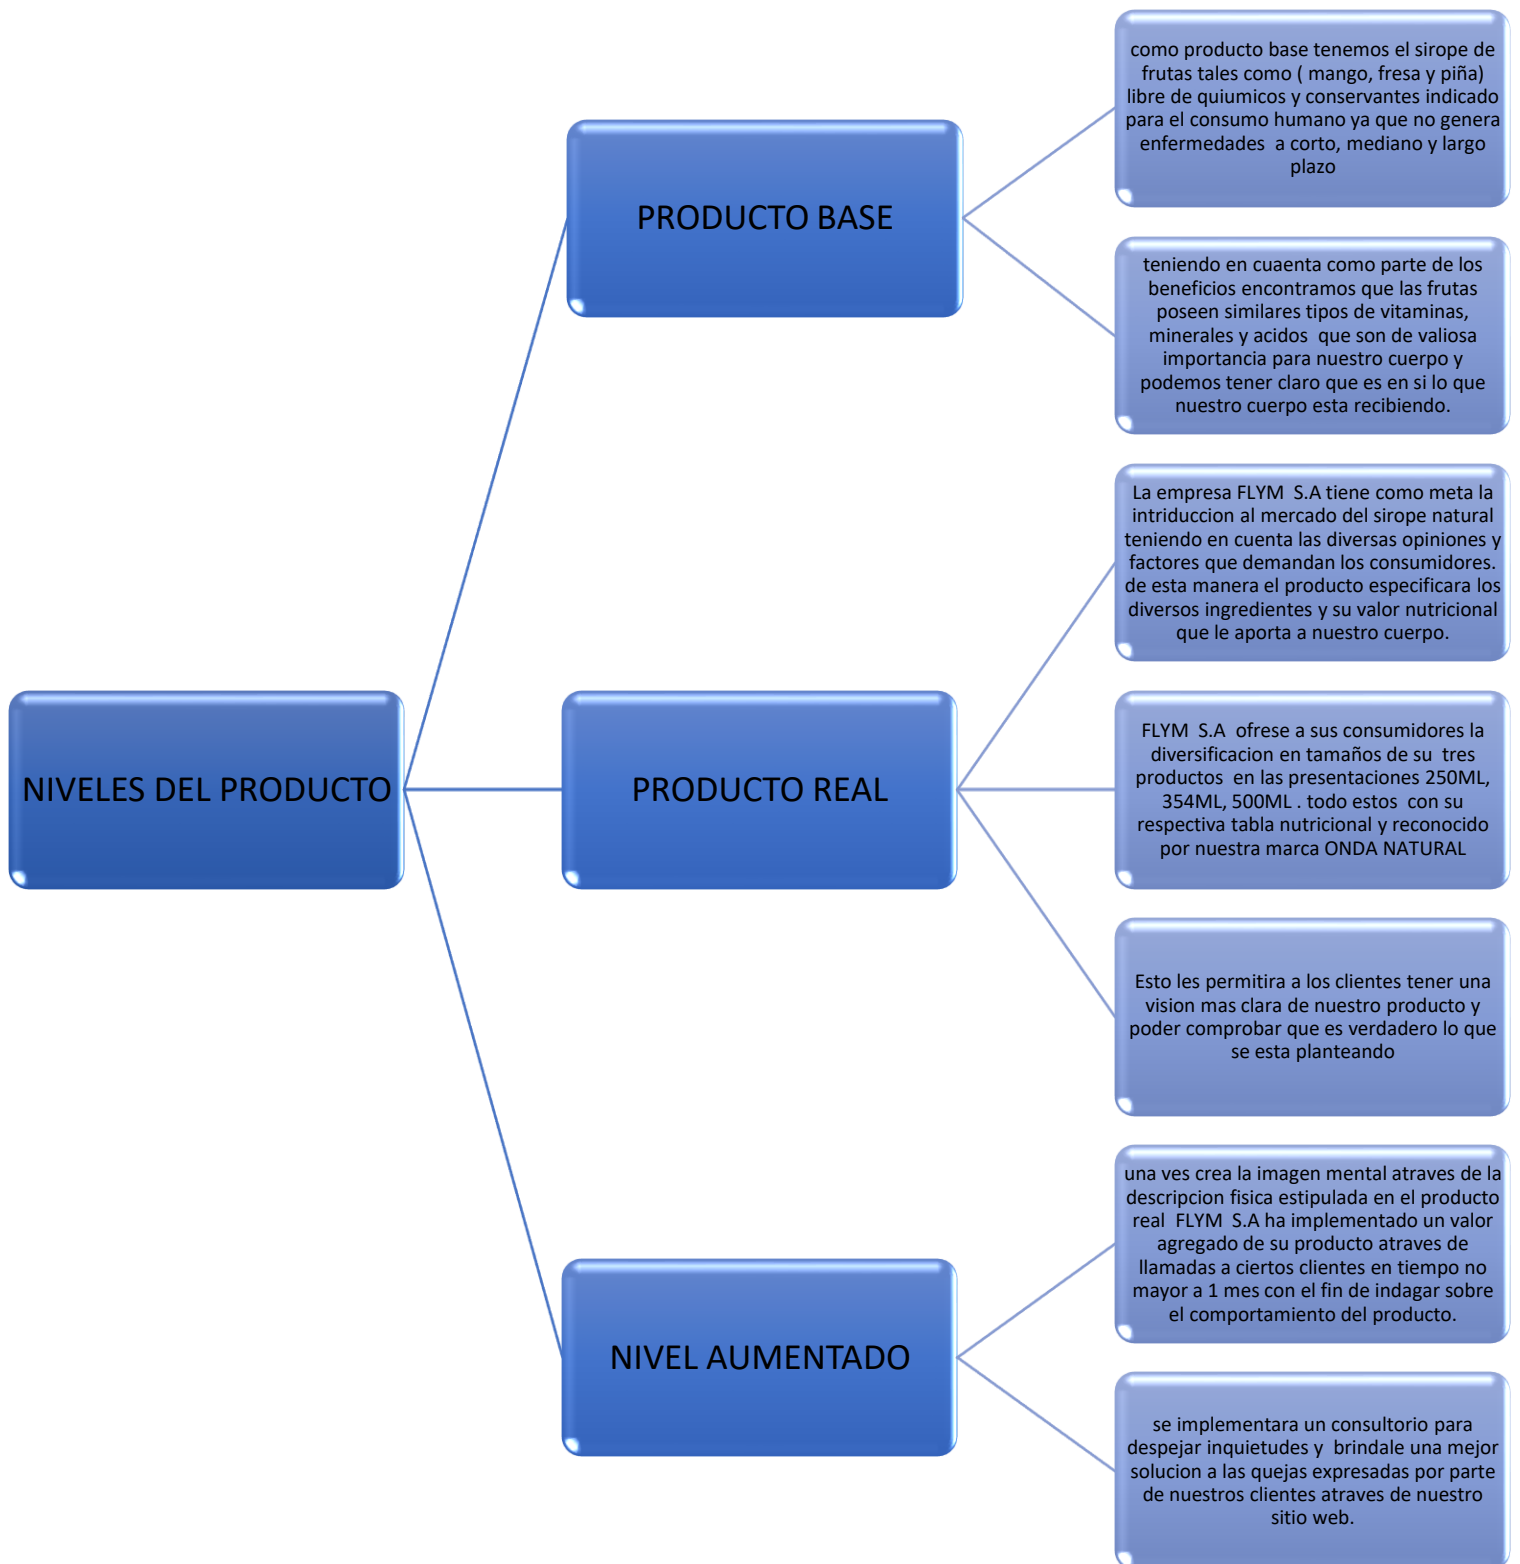 NIVELES DEL PRODUCTO
PRODUCTO BASE
como producto base tenemos el sirope de
frutas tales como ( mango, fresa y piña)
libre de quiumicos y conservantes indicado
para el consumo humano ya que no genera
enfermedades a corto, mediano y largo
plazo
teniendo en cuaenta como parte de los
beneficios encontramos que las frutas
poseen similares tipos de vitaminas,
minerales y acidos que son de valiosa
importancia para nuestro cuerpo y
podemos tener claro que es en si lo que
nuestro cuerpo esta recibiendo.
PRODUCTO REAL
La empresa FLYM S.A tiene como meta la
intriduccion al mercado del sirope natural
teniendo en cuenta las diversas opiniones y
factores que demandan los consumidores.
de esta manera el producto especificara los
diversos ingredientes y su valor nutricional
que le aporta a nuestro cuerpo.
FLYM S.A ofrese a sus consumidores la
diversificacion en tamaños de su tres
productos en las presentaciones 250ML,
354ML, 500ML . todo estos con su
respectiva tabla nutricional y reconocido
por nuestra marca ONDA NATURAL
Esto les permitira a los clientes tener una
vision mas clara de nuestro producto y
poder comprobar que es verdadero lo que
se esta planteando
NIVEL AUMENTADO
una ves crea la imagen mental atraves de la
descripcion fisica estipulada en el producto
real FLYM S.A ha implementado un valor
agregado de su producto atraves de
llamadas a ciertos clientes en tiempo no
mayor a 1 mes con el fin de indagar sobre
el comportamiento del producto.
se implementara un consultorio para
despejar inquietudes y brindale una mejor
solucion a las quejas expresadas por parte
de nuestros clientes atraves de nuestro
sitio web.